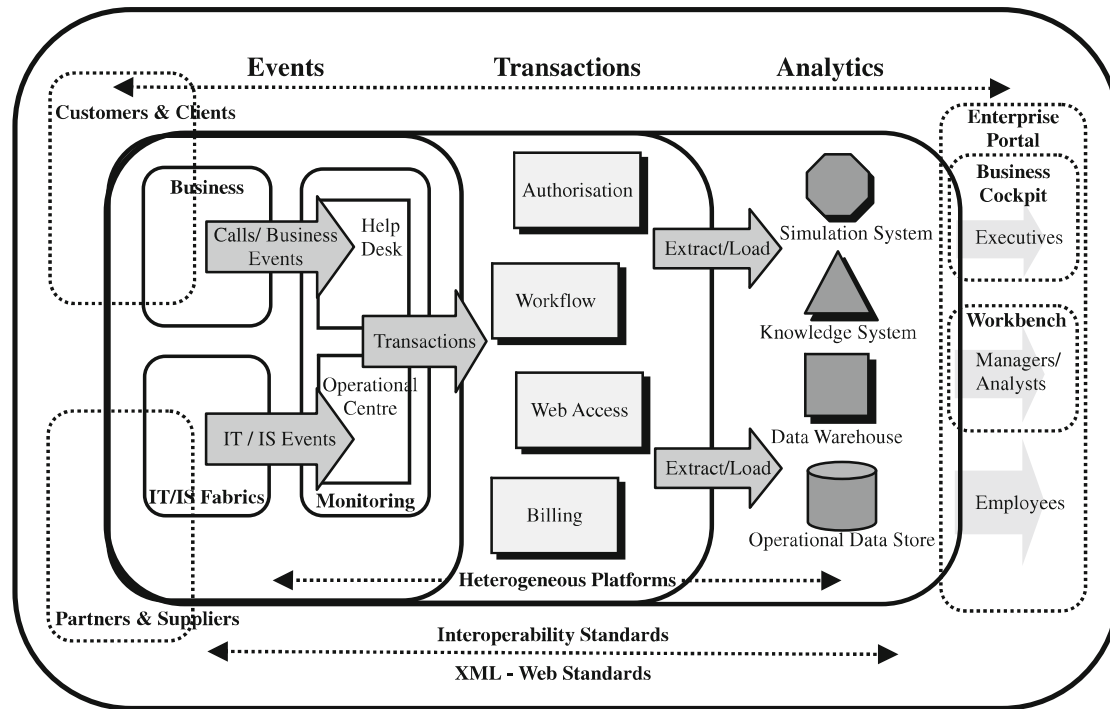 Events
Transactions
Analytics
Customers & Clients
Enterprise
Portal
Business
Cockpit
Executives
Workbench
Managers/
Analysts
Employees
Business
Calls/ Business
Events
Help
Desk
Transactions
Operational
Centre
IT / IS Events
IT/IS Fabrics
Monitoring
Authorisation
Workflow
Web Access
Billing
Extract/Load
Extract/Load
Simulation System
Knowledge System
Data Warehouse
Operational Data Store
Heterogeneous Platforms
Partners & Suppliers
Interoperability Standards
XML - Web Standards